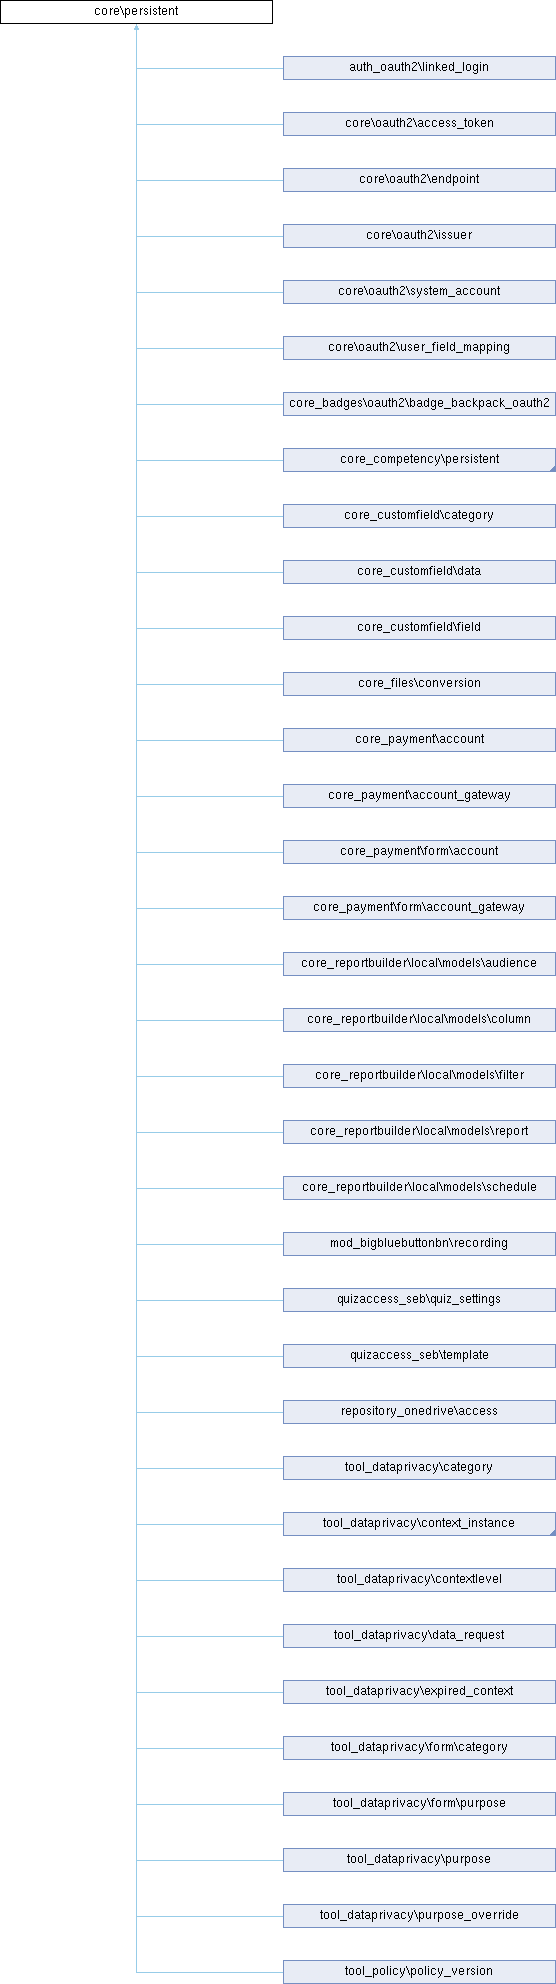 core\persistent
auth_oauth2\linked_login
core\oauth2\access_token
core\oauth2\endpoint
core\oauth2\issuer
core\oauth2\system_account
core\oauth2\user_field_mapping
core_badges\oauth2\badge_backpack_oauth2
core_competency\persistent
core_customfield\category
core_customfield\data
core_customfield\field
core_files\conversion
core_payment\account
core_payment\account_gateway
core_payment\form\account
core_payment\form\account_gateway
core_reportbuilder\local\models\audience
core_reportbuilder\local\models\column
core_reportbuilder\local\models\filter
core_reportbuilder\local\models\report
core_reportbuilder\local\models\schedule
mod_bigbluebuttonbn\recording
quizaccess_seb\quiz_settings
quizaccess_seb\template
repository_onedrive\access
tool_dataprivacy\category
tool_dataprivacy\context_instance
tool_dataprivacy\contextlevel
tool_dataprivacy\data_request
tool_dataprivacy\expired_context
tool_dataprivacy\form\category
tool_dataprivacy\form\purpose
tool_dataprivacy\purpose
tool_dataprivacy\purpose_override
tool_policy\policy_version